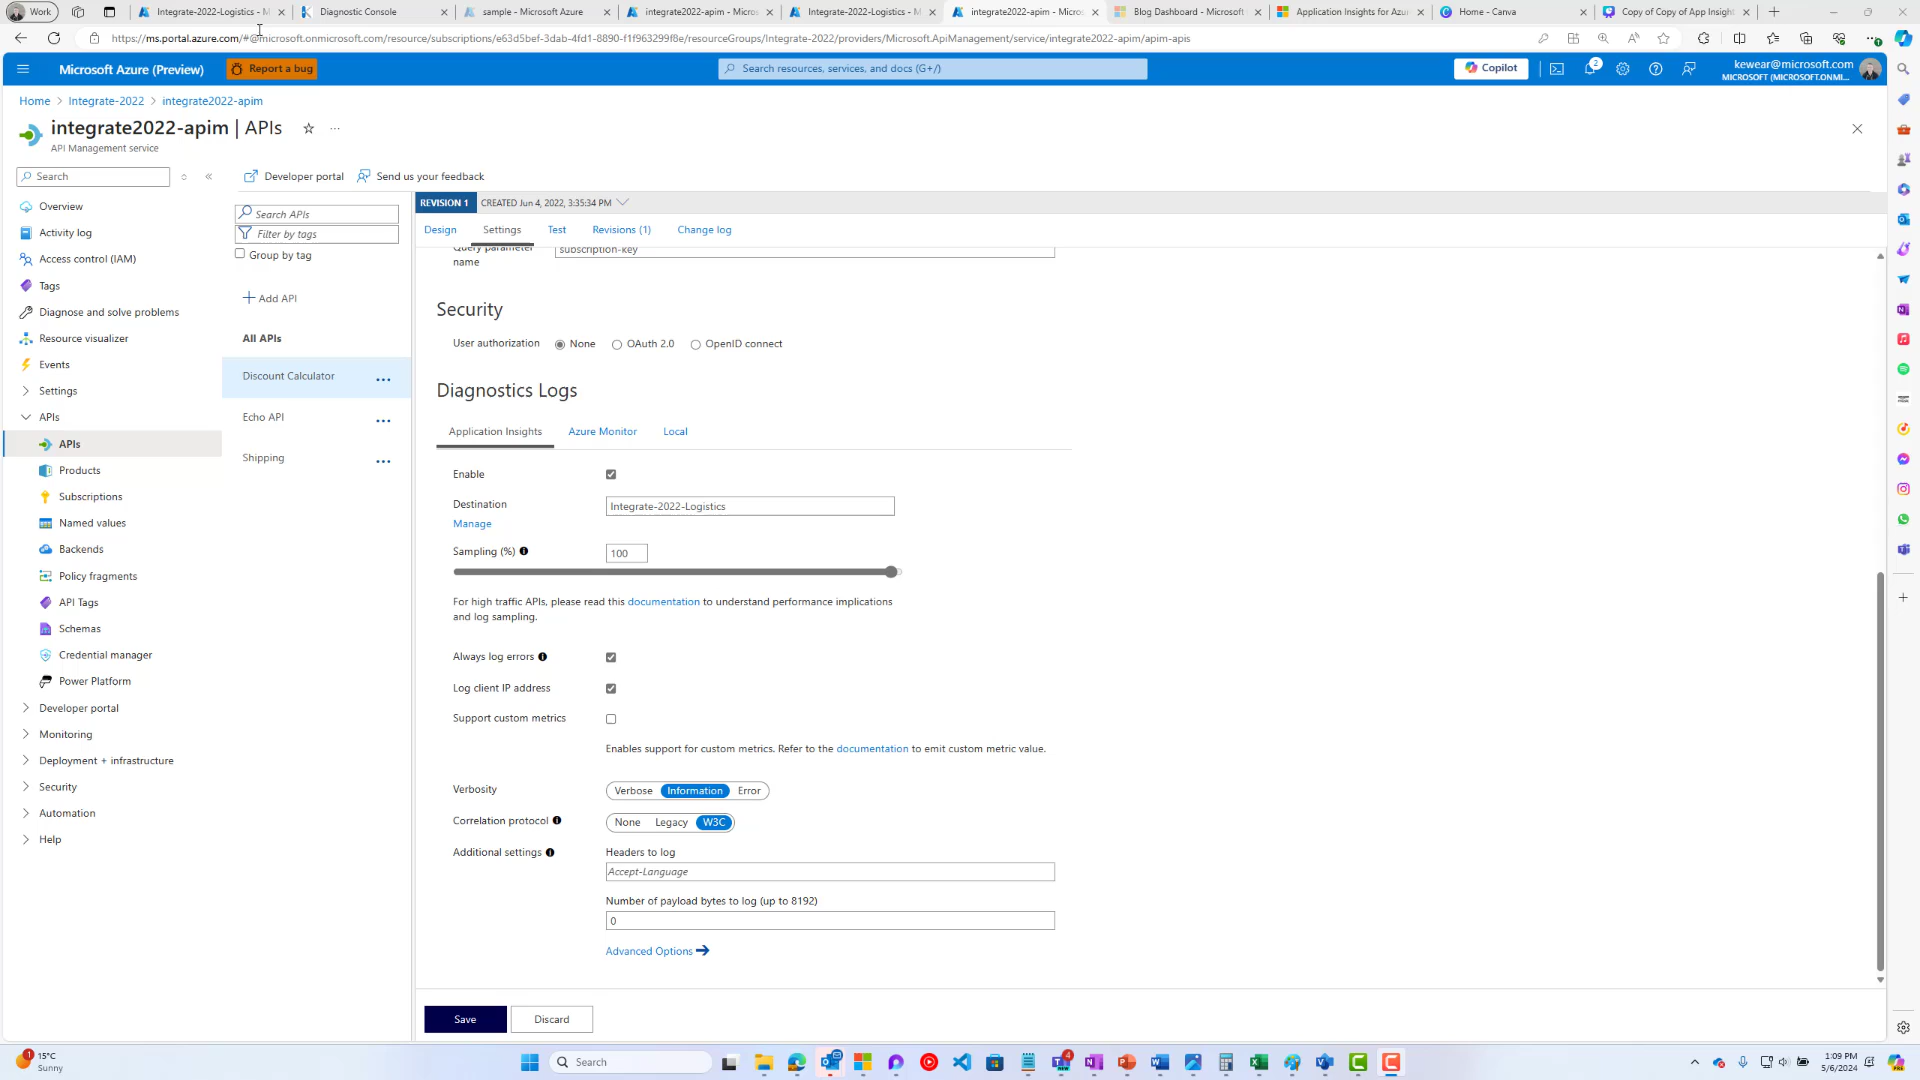 Work
Integrate-2022-Logistics - M
Diagnostic Console
sample - Microsoft Azure
integrate2022-apim - Micros
Integrate-2022-Logistics - M
integrate2022-apim - Micros
Blog Dashboard - Microsoft
Application Insights for Azur
Home - Canva
Copy of Copy of App Insight
https://ms.portal.azure.com/#@microsoft.onmicrosoft.com/resource/subscriptions/e63d5bef-3dab-4fd1-8890-f1f963299f8e/resourceGroups/Integrate-2022/providers/Microsoft.ApiManagement/service/integrate2022-apim/apim-apis
Microsoft Azure (Preview)
Report a bug
Search resources, services, and docs (G+/)
Copilot
2
kewear@microsoft.com
MICROSOFT (MICROSOFT.ONMI...
Home > Integrate-2022 > integrate2022-apim
integrate2022-apim | APIs
API Management service
Search
Developer portal
Send us your feedback
Overview
Activity log
Access control (IAM)
Tags
Diagnose and solve problems
Resource visualizer
Events
Settings
APIs
APIs
Products
Subscriptions
Named values
Backends
Policy fragments
API Tags
Schemas
Credential manager
Power Platform
Developer portal
Monitoring
Deployment + infrastructure
Security
Automation
Help
Search APIs
Filter by tags
Group by tag
Add API
All APIs
Discount Calculator
Echo API
Shipping
REVISION 1
CREATED Jun 4, 2022, 3:35:34 PM
Design
Settings
Test
Revisions (1)
Change log
Query parameter
name
subscription-key
Security
User authorization
None
OAuth 2.0
OpenID connect
Diagnostics Logs
Application Insights
Azure Monitor
Local
Enable
Destination
Integrate-2022-Logistics
Manage
Sampling (%)
100
For high traffic APIs, please read this documentation to understand performance implications
and log sampling.
Always log errors
Log client IP address
Support custom metrics
Enables support for custom metrics. Refer to the documentation to emit custom metric value.
Verbosity
Verbose
Information
Error
Correlation protocol
None
Legacy
W3C
Additional settings
Headers to log
Accept-Language
Number of payload bytes to log (up to 8192)
0
Advanced Options
Save
Discard
1
15°C
Sunny
Search
4
1:09 PM
5/6/2024